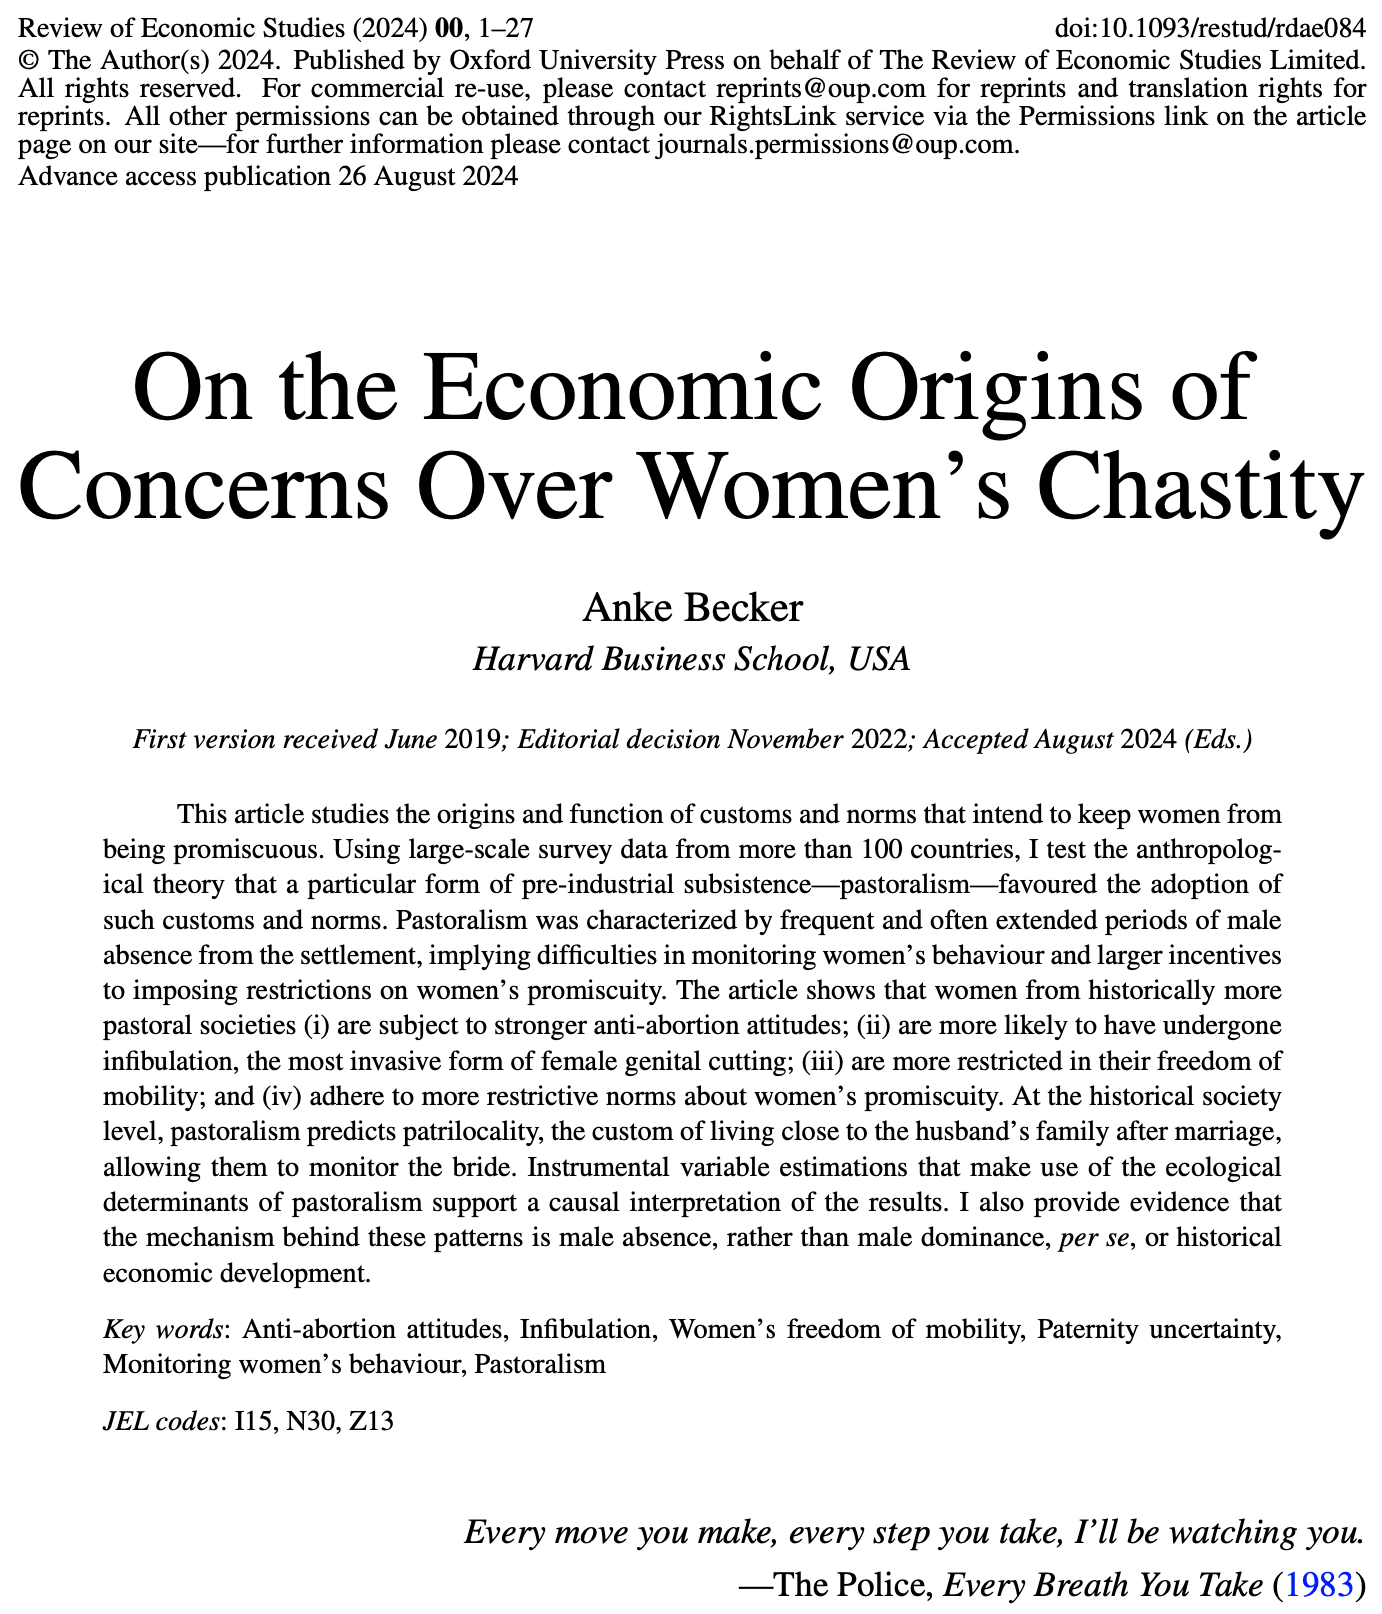 Review of Economic Studies (2024) 00, 1–27 doi:10.1093/restud/rdae084
© The Author(s) 2024. Published by Oxford University Press on behalf of The Review of Economic Studies Limited.
All rights reserved. For commercial re-use, please contact reprints@oup.com for reprints and translation rights for
reprints. All other permissions can be obtained through our RightsLink service via the Permissions link on the article
page on our site—for further information please contact journals.permissions@oup.com.
Advance access publication 26 August 2024
On the Economic Origins of
Concerns Over Women’s Chastity
Anke Becker
Harvard Business School, USA
First version received June 2019; Editorial decision November 2022; Accepted August 2024 (Eds.)
This article studies the origins and function of customs and norms that intend to keep women from
being promiscuous. Using large-scale survey data from more than 100 countries, I test the anthropolog-
ical theory that a particular form of pre-industrial subsistence—pastoralism—favoured the adoption of
such customs and norms. Pastoralism was characterized by frequent and often extended periods of male
absence from the settlement, implying difficulties in monitoring women’s behaviour and larger incentives
to imposing restrictions on women’s promiscuity. The article shows that women from historically more
pastoral societies (i) are subject to stronger anti-abortion attitudes; (ii) are more likely to have undergone
infibulation, the most invasive form of female genital cutting; (iii) are more restricted in their freedom of
mobility; and (iv) adhere to more restrictive norms about women’s promiscuity. At the historical society
level, pastoralism predicts patrilocality, the custom of living close to the husband’s family after marriage,
allowing them to monitor the bride. Instrumental variable estimations that make use of the ecological
determinants of pastoralism support a causal interpretation of the results. I also provide evidence that
the mechanism behind these patterns is male absence, rather than male dominance, per se, or historical
economic development.
Key words: Anti-abortion attitudes, Infibulation, Women’s freedom of mobility, Paternity uncertainty,
Monitoring women’s behaviour, Pastoralism
JEL codes: I15, N30, Z13
Every move you make, every step you take, I’ll be watching you.
—The Police, Every Breath You Take (1983)